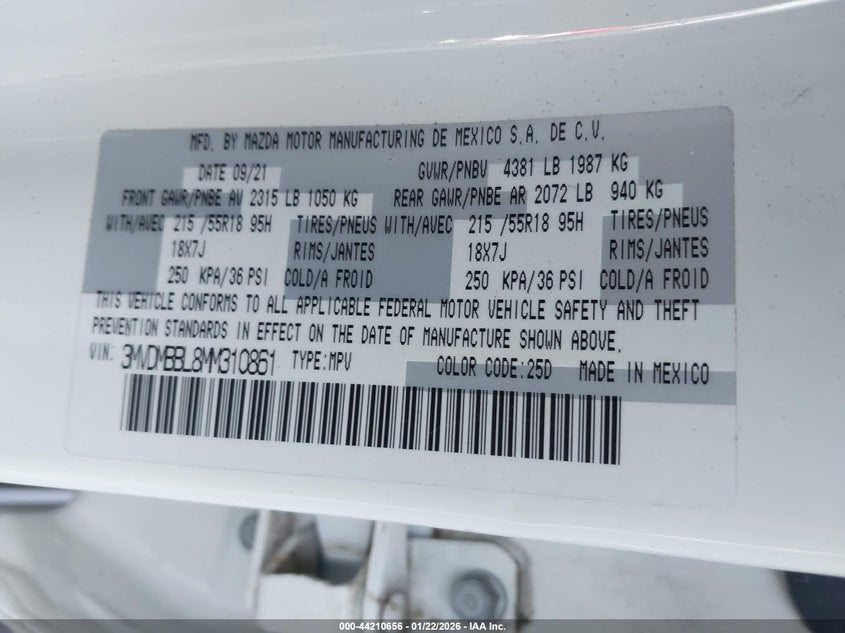 MFD. BY MAZDA MOTOR MANUFACTURING DE MEXICO S.A. DE C.V.
DATE 09/21 GVWR/PNBV 4381 LB 1987 KG
FRONT GAWR/PNBE AV 2315 LB 1050 KG REAR GAWR/PNBE AR 2072 LB 940 KG
WITH/AVEC 215 /55R18 95H TIRES/PNEUS WITH/AVEC 215 /55R18 95H TIRES/PNEUS
18X7J RIMS/JANTES 18X7J RIMS/JANTES
250 KPA/36 PSI COLD/A FROID 250 KPA/36 PSI COLD/A FROID
THIS VEHICLE CONFORMS TO ALL APPLICABLE FEDERAL MOTOR VEHICLE SAFETY AND THEFT
PREVENTION STANDARDS IN EFFECT ON THE DATE OF MANUFACTURE SHOWN ABOVE.
VIN: 3MVDMBBL8MM310861 TYPE:MPV COLOR CODE:25D MADE IN MEXICO
000-44210656 - 01/22/2026 - IAA Inc.